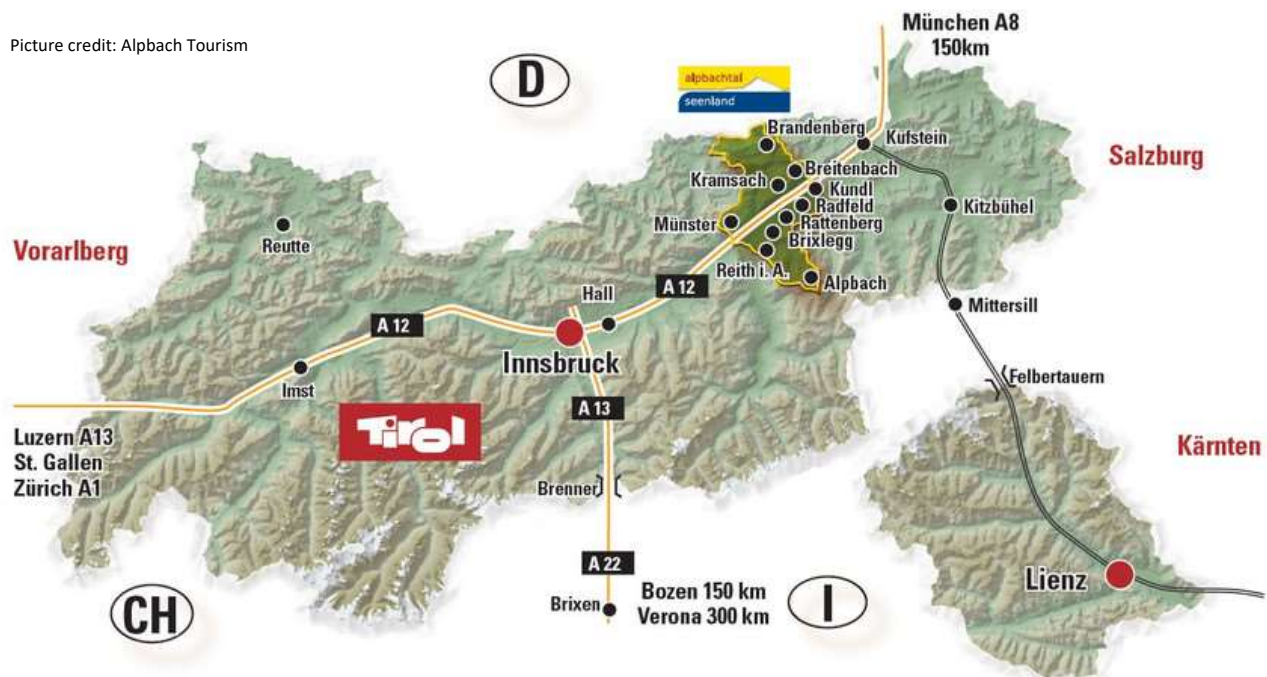 Picture credit: Alpbach Tourism
München A8
150km
D
alpbachtal
seenland
Brandenberg
Kufstein
Salzburg
Breitenbach
Kramsach
Kundl
Radfeld
Kitzbühel
Münster
Rattenberg
Reutte
Vorarlberg
Brixlegg
Reith i. A.
Alpbach
Hall
A 12
Mittersill
A 12
Innsbruck
Imst
Felbertauern
A 13
Tirol
Luzern A13
St. Gallen
Zürich A1
Kärnten
Brenner
A 22
Lienz
Bozen 150 km
Verona 300 km
Brixen
CH
I